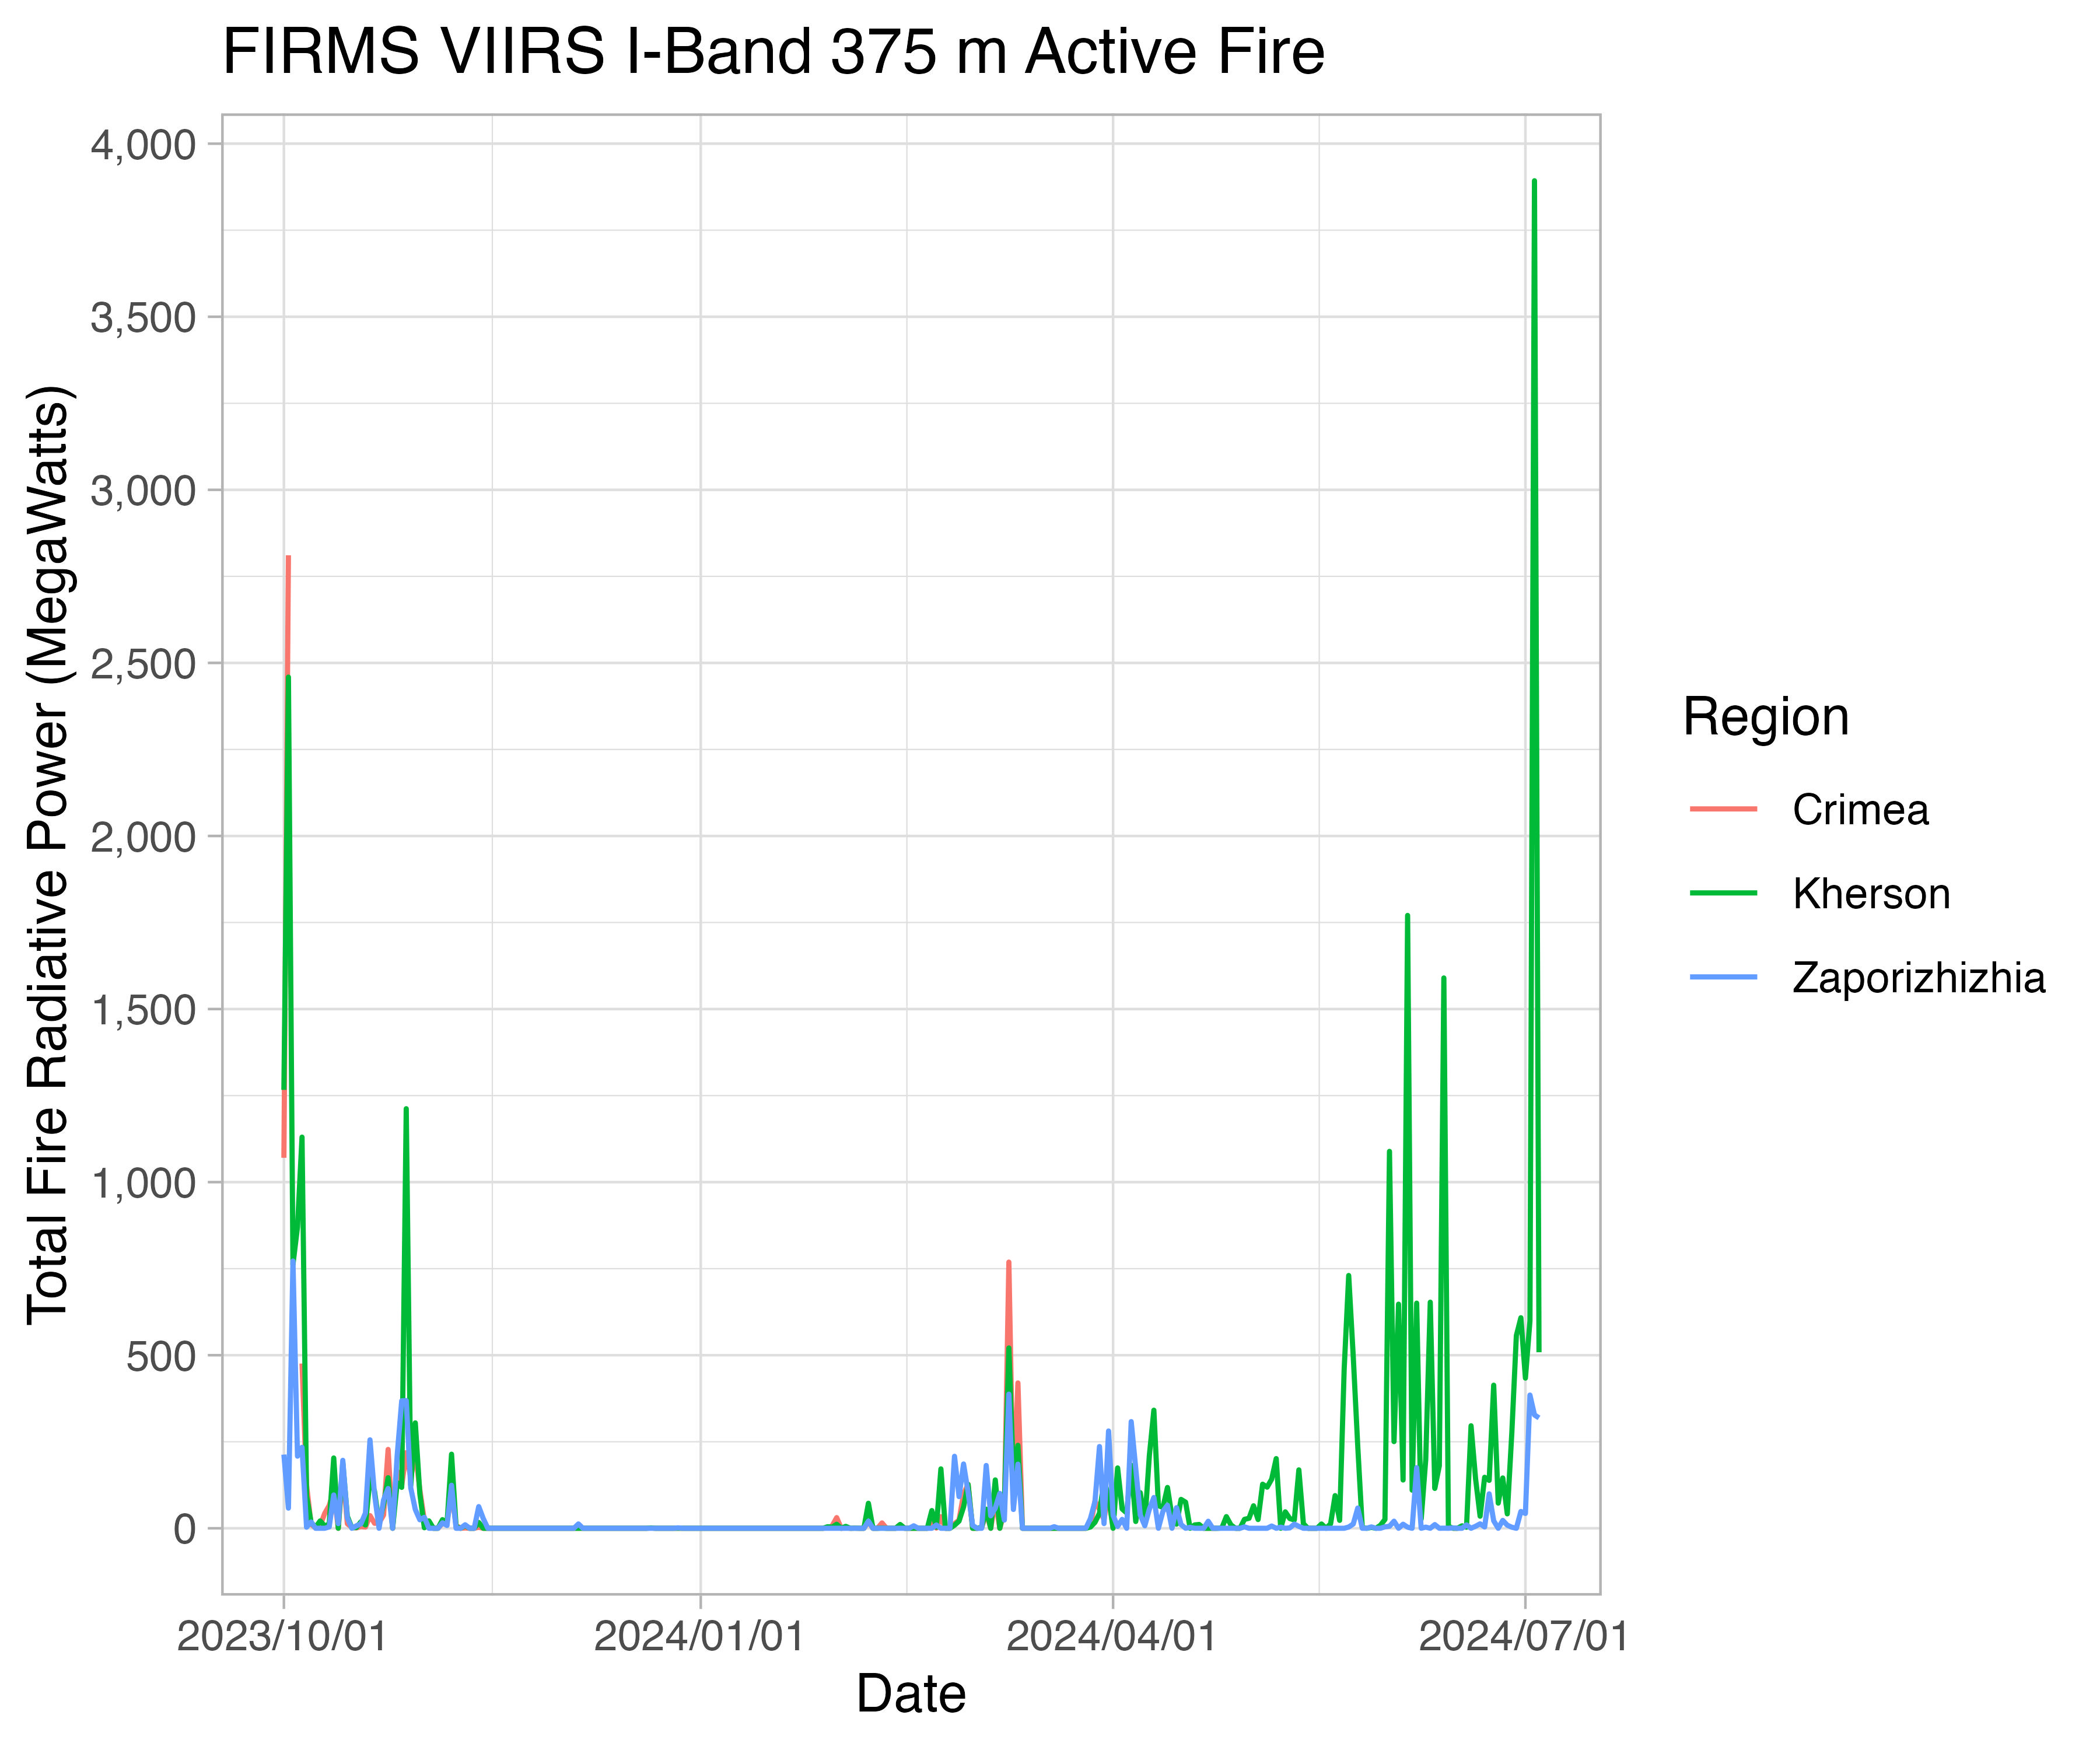 FIRMS VIIRS I-Band 375 m Active Fire
Total Fire Radiative Power (MegaWatts)
4,000
3,500
3,000
2,500
2,000
1,500
1,000
500
0
2023/10/01
2024/01/01
2024/04/01
2024/07/01
Date
Region
Crimea
Kherson
Zaporizhizhia